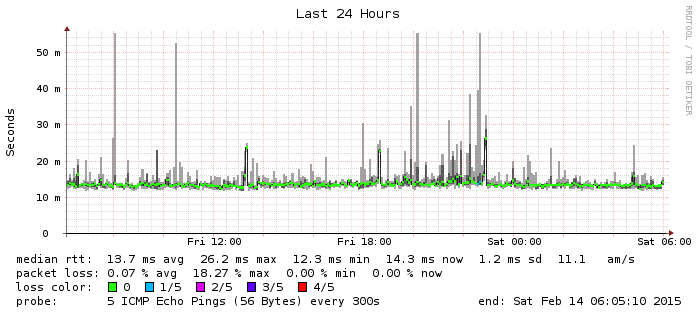 Last 24 Hours
RRDTOOL / TOBI OETIKER
Seconds
50 m
40 m
30 m
20 m
10 m
0
Fri 12:00 Fri 18:00 Sat 00:00 Sat 06:00
median rtt: 13.7 ms avg 26.2 ms max 12.3 ms min 14.3 ms now 1.2 ms sd 11.1 am/s
packet loss: 0.07 % avg 18.27 % max 0.00 % min 0.00 % now
loss color: 0 1/5 2/5 3/5 4/5
probe: 5 ICMP Echo Pings (56 Bytes) every 300s end: Sat Feb 14 06:05:10 2015